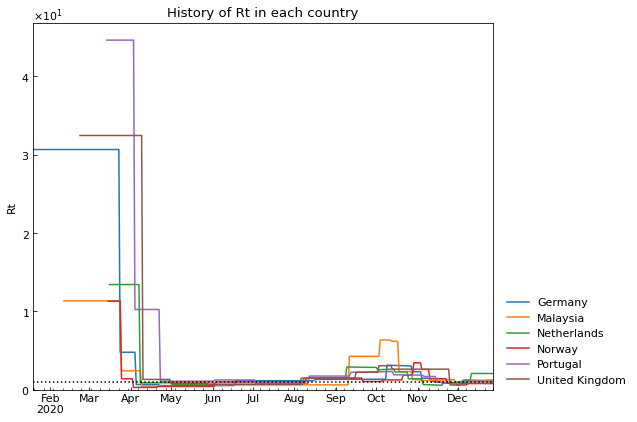 History of Rt in each country
×10¹
4
3
2
1
0
Rt
Feb Mar Apr May Jun Jul Aug Sep Oct Nov Dec
2020
Germany
Malaysia
Netherlands
Norway
Portugal
United Kingdom